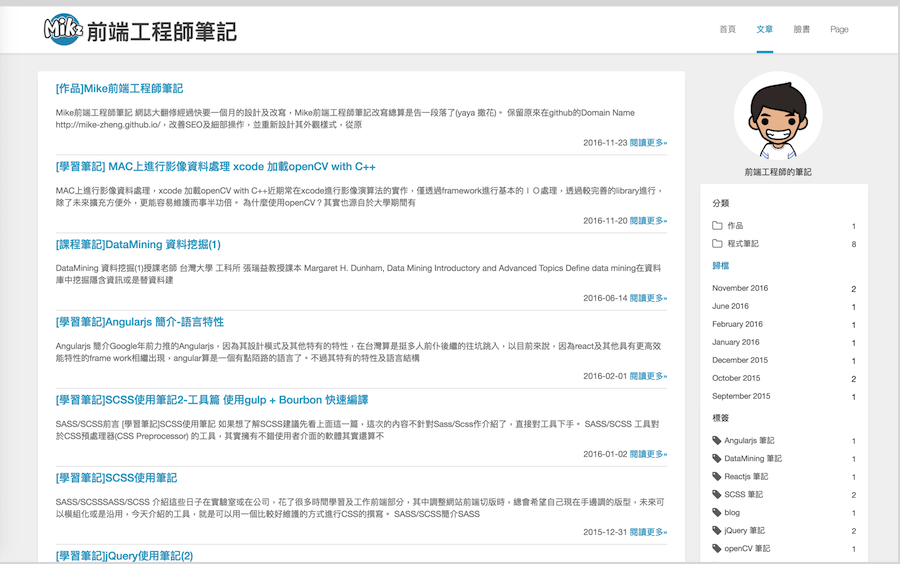 Mike 前端工程師筆記
首頁 文章 臉書 Page
[作品]Mike前端工程師筆記
Mike前端工程師筆記 網誌大翻修經過快要一個月的設計及改寫，Mike前端工程師筆記改寫總算是告一段落了(yaya 撒花)。 保留原來在github的Domain Name
http://mike-zheng.github.io/，改善SEO及細部操作，並重新設計其外觀樣式，從原
2016-11-23 閱讀更多»
[學習筆記] MAC上進行影像資料處理 xcode 加載openCV with C++
MAC上進行影像資料處理，xcode 加載openCV with C++近期常在xcode進行影像演算法的實作，僅透過framework進行基本的ＩＯ處理，透過較完善的library進行，
除了未來擴充方便外，更能容易維護而事半功倍。 為什麼使用openCV？其實也源自於大學期間有
2016-11-20 閱讀更多»
[課程筆記]DataMining 資料挖掘(1)
DataMining 資料挖掘(1)授課老師 台灣大學 工科所 張瑞益教授課本 Margaret H. Dunham, Data Mining Introductory and Advanced Topics Define data mining在資料
庫中挖掘隱含資訊或是替資料建
2016-06-14 閱讀更多»
[學習筆記]Angularjs 簡介-語言特性
Angularjs 簡介Google年前力推的Angularjs，因為其設計模式及其他特有的特性，在台灣算是挺多人前仆後繼的往坑跳入，以目前來說，因為react及其他具有更高效
能特性的frame work相繼出現，angular算是一個有點陌路的語言了。不過其特有的特性及語言結構
2016-02-01 閱讀更多»
[學習筆記]SCSS使用筆記2-工具篇 使用gulp + Bourbon 快速編譯
SASS/SCSS前言 [學習筆記]SCSS使用筆記 如果想了解SCSS建議先看上面這一篇，這次的內容不針對Sass/Scss作介紹了，直接對工具下手。 SASS/SCSS 工具對
於CSS預處理器(CSS Preprocessor) 的工具，其實擁有不錯使用者介面的軟體其實還算不
2016-01-02 閱讀更多»
[學習筆記]SCSS使用筆記
SASS/SCSSSASS/SCSS 介紹這些日子在實驗室或在公司，花了很多時間學習及工作前端部分，其中調整網站前端切版時，總會希望自己現在手邊調的版型，未來可
以模組化或是沿用，今天介紹的工具，就是可以用一個比較好維護的方式進行CSS的撰寫。 SASS/SCSS簡介SASS
2015-12-31 閱讀更多»
[學習筆記]jQuery使用筆記(2)
前端工程師的筆記
分類
作品 1
程式筆記 8
歸檔
November 2016 2
June 2016 1
February 2016 1
January 2016 1
December 2015 1
October 2015 2
September 2015 1
標簽
Angularjs 筆記 1
DataMining 筆記 1
Reactjs 筆記 1
SCSS 筆記 2
blog 1
jQuery 筆記 2
openCV 筆記 1